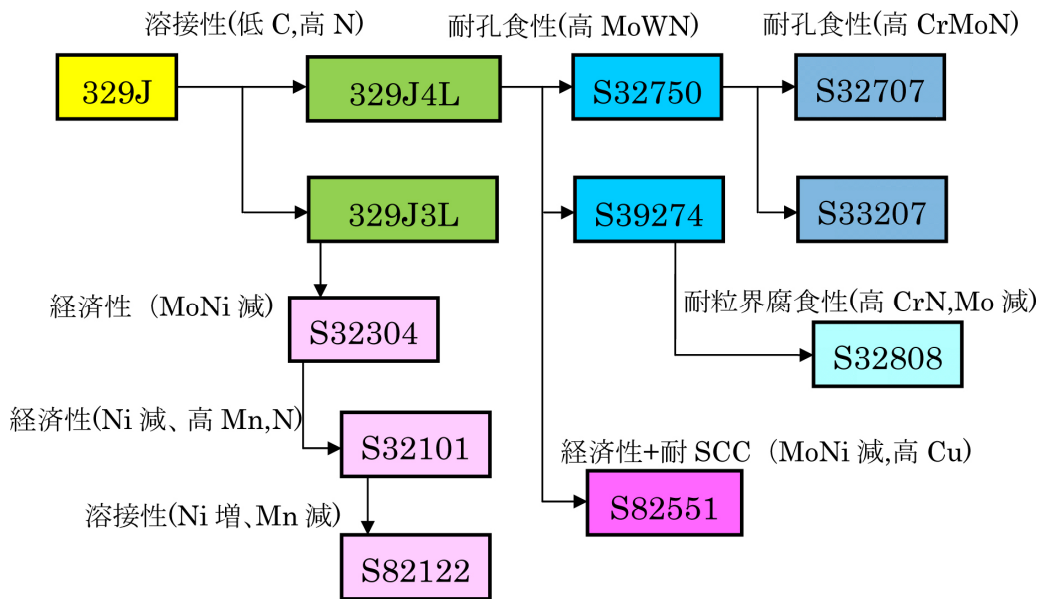 溶接性(低 C,高 N)
耐孔食性(高 MoWN)
耐孔食性(高 CrMoN)
329J
329J4L
S32750
S32707
329J3L
S39274
S33207
経済性 (MoNi 減)
耐粒界腐食性(高 CrN,Mo 減)
S32304
S32808
経済性(Ni 減、高 Mn,N)
S32101
経済性+耐 SCC (MoNi 減,高 Cu)
溶接性(Ni 増、Mn 減)
S82551
S82122